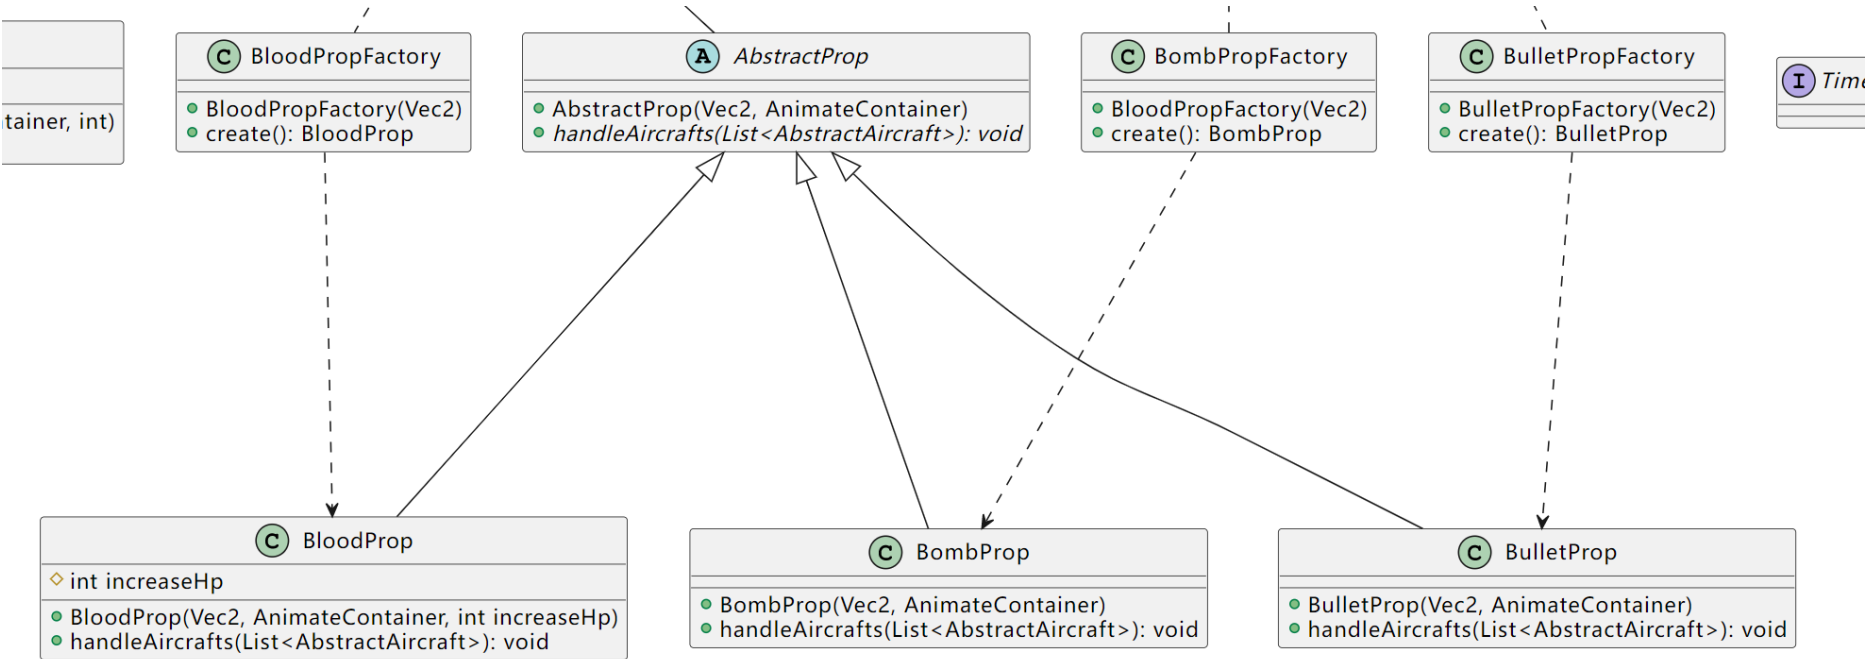 tainer, int)
C BloodPropFactory
BloodPropFactory(Vec2)
create(): BloodProp
A AbstractProp
AbstractProp(Vec2, AnimateContainer)
handleAircrafts(List<AbstractAircraft>): void
C BombPropFactory
BloodPropFactory(Vec2)
create(): BombProp
C BulletPropFactory
BulletPropFactory(Vec2)
create(): BulletProp
I Time
C BloodProp
int increaseHp
BloodProp(Vec2, AnimateContainer, int increaseHp)
handleAircrafts(List<AbstractAircraft>): void
C BombProp
BombProp(Vec2, AnimateContainer)
handleAircrafts(List<AbstractAircraft>): void
C BulletProp
BulletProp(Vec2, AnimateContainer)
handleAircrafts(List<AbstractAircraft>): void